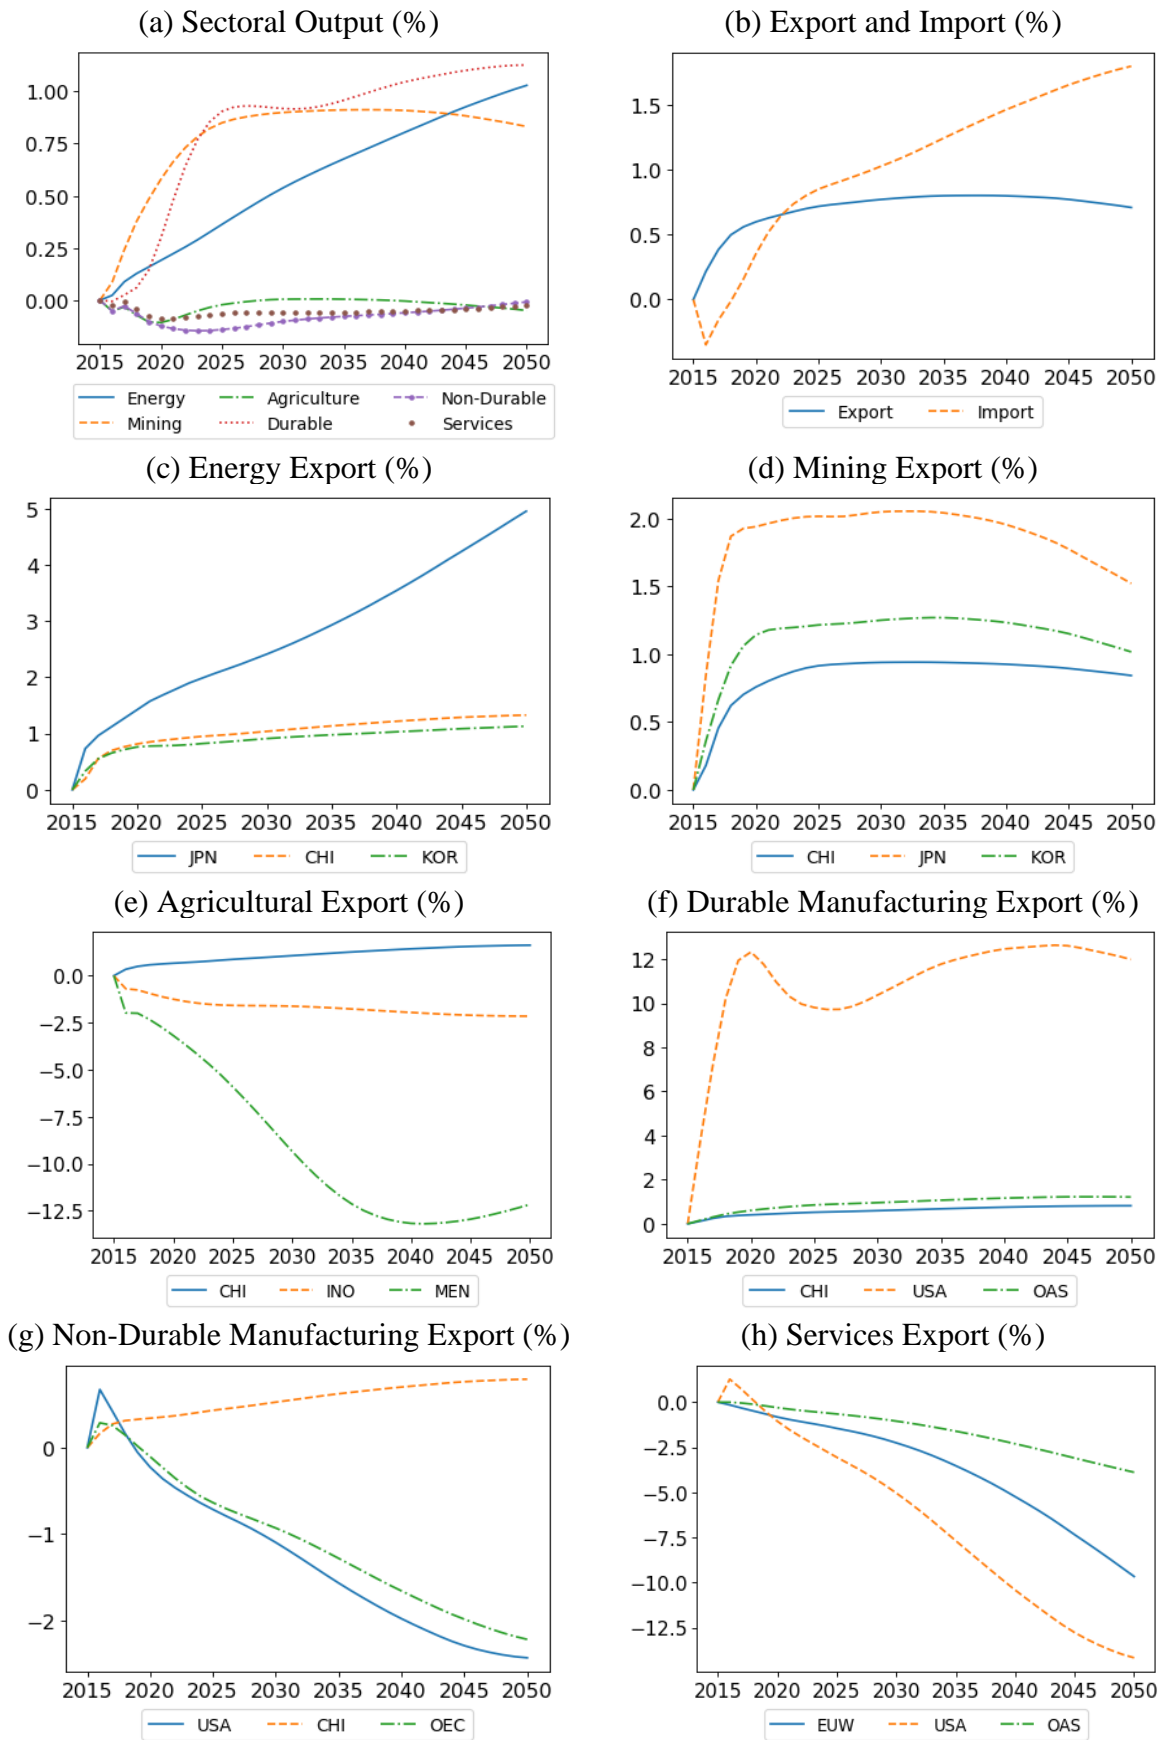 (a) Sectoral Output (%)
1.00
0.75
0.50
0.25
0.00
2015 2020 2025 2030 2035 2040 2045 2050
Energy Agriculture Non-Durable
Mining Durable Services
(b) Export and Import (%)
1.5
1.0
0.5
0.0
2015 2020 2025 2030 2035 2040 2045 2050
Export Import
(c) Energy Export (%)
5
4
3
2
1
0
2015 2020 2025 2030 2035 2040 2045 2050
JPN CHI KOR
(d) Mining Export (%)
2.0
1.5
1.0
0.5
0.0
2015 2020 2025 2030 2035 2040 2045 2050
CHI JPN KOR
(e) Agricultural Export (%)
0.0
−2.5
−5.0
−7.5
−10.0
−12.5
2015 2020 2025 2030 2035 2040 2045 2050
CHI INO MEN
(f) Durable Manufacturing Export (%)
12
10
8
6
4
2
0
2015 2020 2025 2030 2035 2040 2045 2050
CHI USA OAS
(g) Non-Durable Manufacturing Export (%)
0
−1
−2
2015 2020 2025 2030 2035 2040 2045 2050
USA CHI OEC
(h) Services Export (%)
0.0
−2.5
−5.0
−7.5
−10.0
−12.5
2015 2020 2025 2030 2035 2040 2045 2050
EUW USA OAS